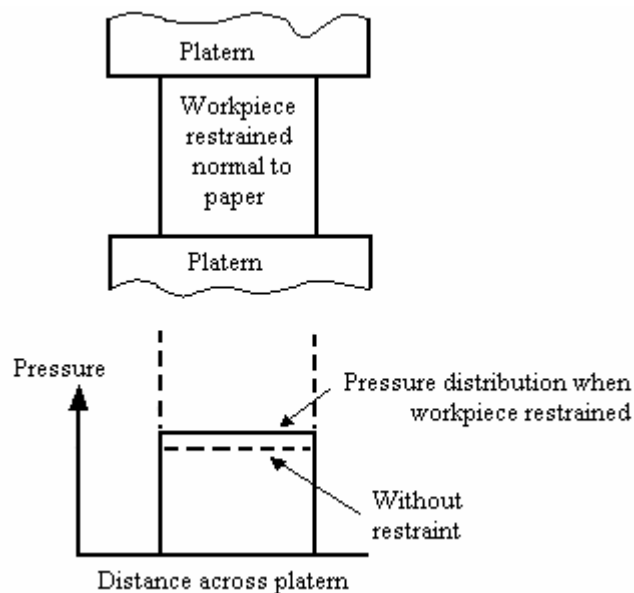 Platern
Workpiece
restrained
normal to
paper
Platern
Pressure
Pressure distribution when
workpiece restrained
Without
restraint
Distance across platern